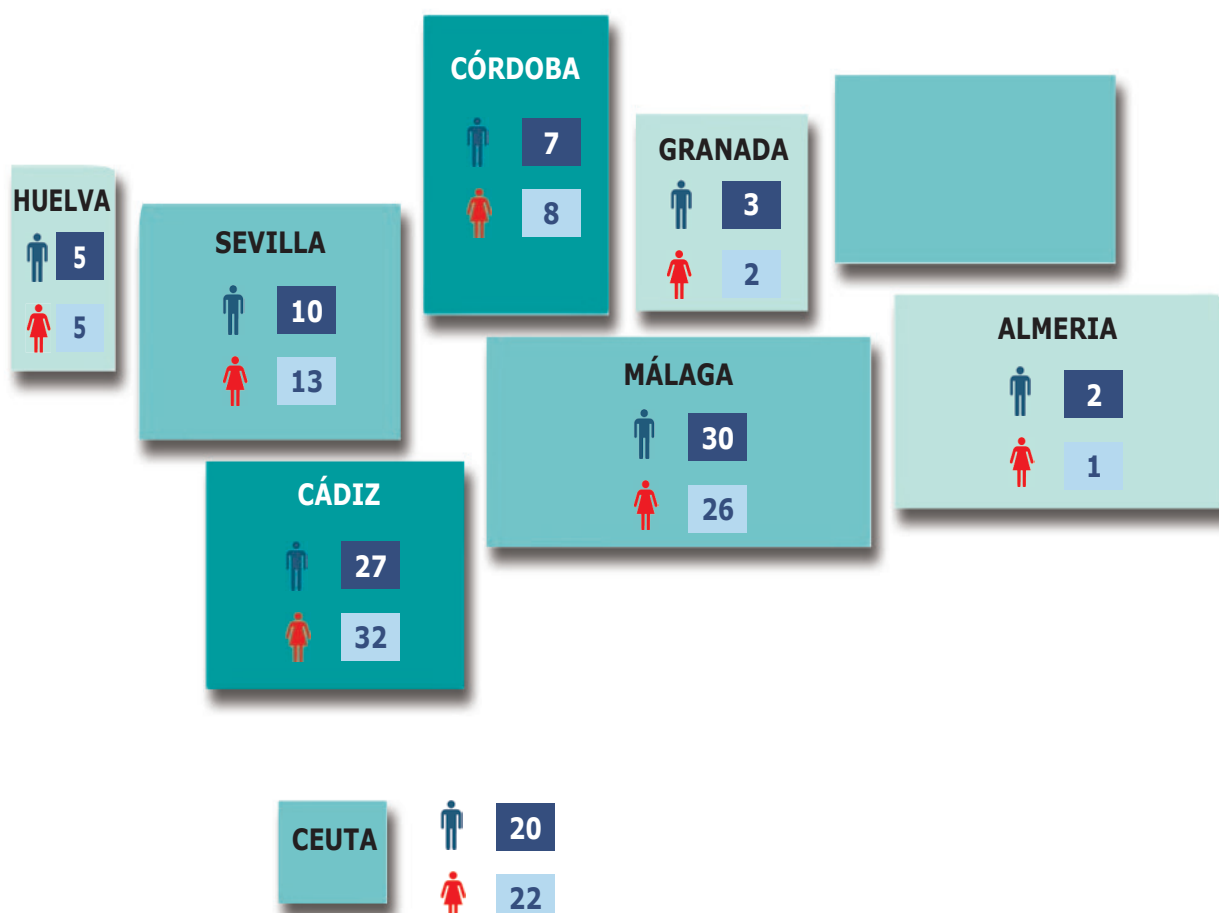 CÓRDOBA
7
8
GRANADA
3
2
HUELVA
5
5
SEVILLA
10
13
ALMERIA
2
1
MÁLAGA
30
26
CÁDIZ
27
32
CEUTA
20
22